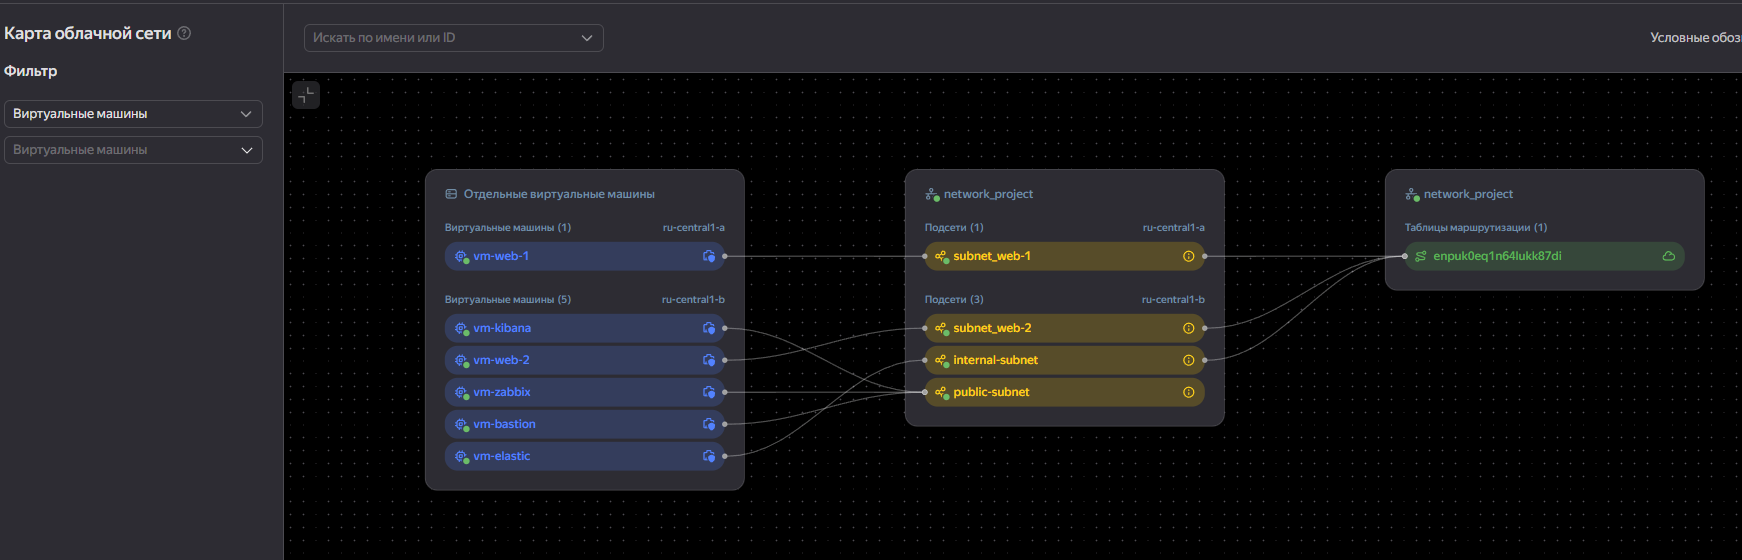 Карта облачной сети
Фильтр
Виртуальные машины
Виртуальные машины
Искать по имени или ID
Условные обоз
Отдельные виртуальные машины
Виртуальные машины (1) ru-central1-a
vm-web-1
Виртуальные машины (5) ru-central1-b
vm-kibana
vm-web-2
vm-zabbix
vm-bastion
vm-elastic
network_project
Подсети (1) ru-central1-a
subnet_web-1
Подсети (3) ru-central1-b
subnet_web-2
internal-subnet
public-subnet
network_project
Таблицы маршрутизации (1)
enpuk0eq1n64lukk87di